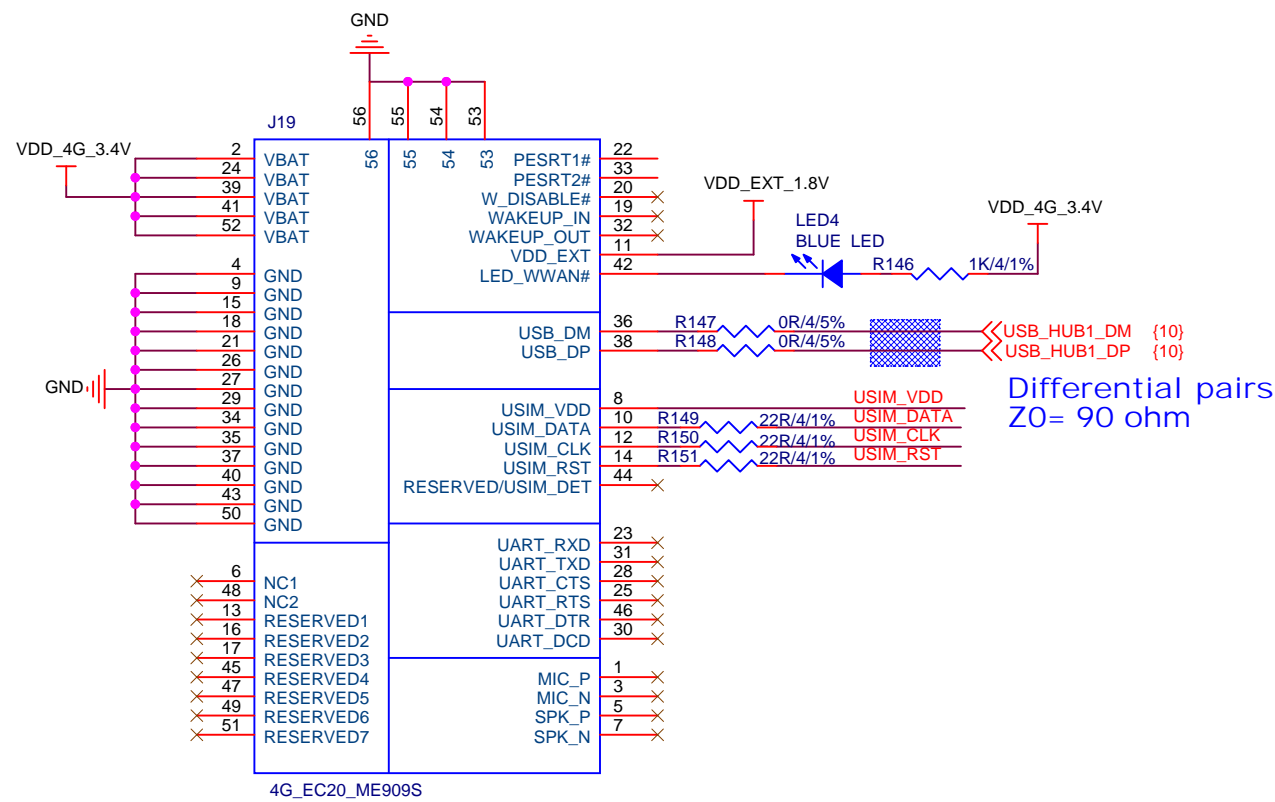 GND
56
55
54
53
J19
VDD_4G_3.4V
2 VBAT
24 VBAT
39 VBAT
41 VBAT
52 VBAT
4 GND
9 GND
15 GND
18 GND
21 GND
26 GND
27 GND
29 GND
34 GND
35 GND
37 GND
40 GND
43 GND
50 GND
GND
6 NC1
48 NC2
13 RESERVED1
16 RESERVED2
17 RESERVED3
45 RESERVED4
47 RESERVED5
49 RESERVED6
51 RESERVED7
56 55 54 53
PESRT1# 22
PESRT2# 33
W_DISABLE# 20
WAKEUP_IN 19
WAKEUP_OUT 32
VDD_EXT 11
LED_WWAN# 42
VDD_EXT_1.8V
LED4
BLUE LED
R146 1K/4/1%
VDD_4G_3.4V
USB_DM 36 R147 0R/4/5% USB_HUB1_DM {10}
USB_DP 38 R148 0R/4/5% USB_HUB1_DP {10}
Differential pairs
Z0= 90 ohm
USIM_VDD 8 USIM_VDD
USIM_DATA 10 R149 22R/4/1% USIM_DATA
USIM_CLK 12 R150 22R/4/1% USIM_CLK
USIM_RST 14 R151 22R/4/1% USIM_RST
RESERVED/USIM_DET 44
UART_RXD 23
UART_TXD 31
UART_CTS 28
UART_RTS 25
UART_DTR 46
UART_DCD 30
MIC_P 1
MIC_N 3
SPK_P 5
SPK_N 7
4G_EC20_ME909S